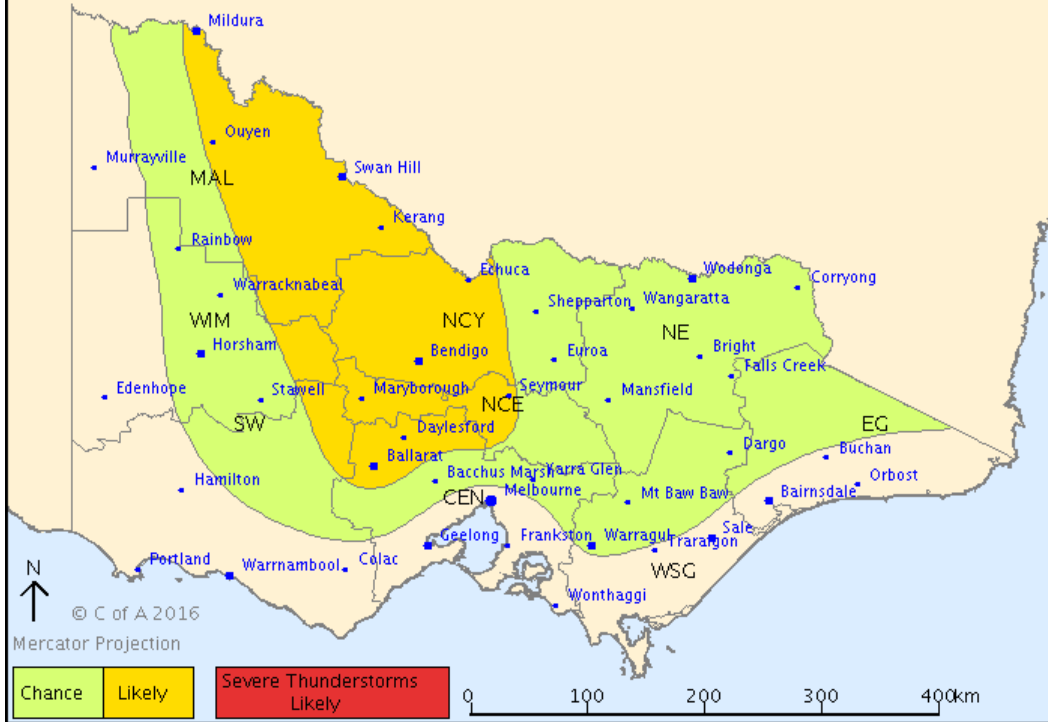 Mildura
Ouyen
Murrayville
Swan Hill
MAL
Kerang
Rainbow
Echuca
Wodonga
Corryong
Warracknabeal
Shepparton
Wangaratta
WIM
NCY
NE
Horsham
Bendigo
Euroa
Bright
Falls Creek
Edenhope
Stawell
Maryborough
Seymour
Mansfield
NCE
SW
Daylesford
EG
Dargo
Buchan
Ballarat
Bacchus Marsh
Yarra Glen
Hamilton
Melbourne
Mt Baw Baw
Bairnsdale
Orbost
CEN
Geelong
Frankston
Warragul
Traralgon
Sale
Portland
Warrnambool
Colac
WSG
Wonthaggi
N
© C of A 2016
Mercator Projection
Chance
Likely
Severe Thunderstorms
Likely
0 100 200 300 400km